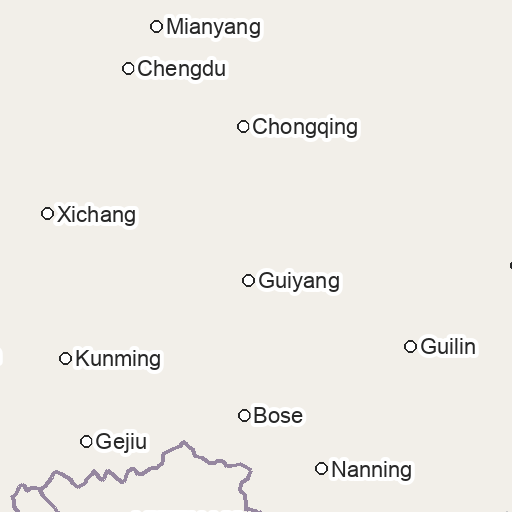 Mianyang
Chengdu
Chongqing
Xichang
Guiyang
Guilin
Kunming
Bose
Gejiu
Nanning